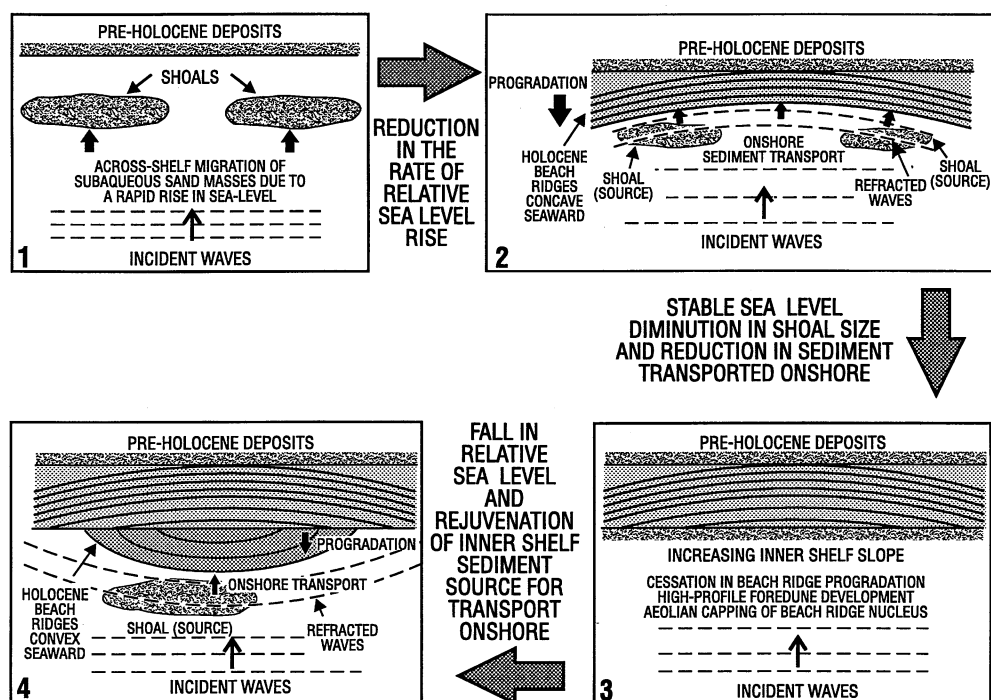 PRE-HOLOCENE DEPOSITS
SHOALS
ACROSS-SHELF MIGRATION OF
SUBAQUEOUS SAND MASSES DUE TO
A RAPID RISE IN SEA-LEVEL
INCIDENT WAVES
1
REDUCTION
IN THE
RATE OF
RELATIVE
SEA LEVEL
RISE
PRE-HOLOCENE DEPOSITS
PROGRADATION
HOLOCENE
BEACH
RIDGES
CONCAVE
SEAWARD
SHOAL
(SOURCE)
ONSHORE
SEDIMENT TRANSPORT
REFRACTED
WAVES
SHOAL
(SOURCE)
INCIDENT WAVES
2
STABLE SEA LEVEL
DIMINUTION IN SHOAL SIZE
AND REDUCTION IN SEDIMENT
TRANSPORTED ONSHORE
PRE-HOLOCENE DEPOSITS
INCREASING INNER SHELF SLOPE
CESSATION IN BEACH RIDGE PROGRADATION
HIGH-PROFILE FOREDUNE DEVELOPMENT
AEOLIAN CAPPING OF BEACH RIDGE NUCLEUS
INCIDENT WAVES
3
FALL IN
RELATIVE
SEA LEVEL
AND
REJUVENATION
OF INNER SHELF
SEDIMENT
SOURCE FOR
TRANSPORT
ONSHORE
PRE-HOLOCENE DEPOSITS
PROGRADATION
ONSHORE TRANSPORT
HOLOCENE
BEACH
RIDGES
CONVEX
SEAWARD
SHOAL (SOURCE)
REFRACTED
WAVES
INCIDENT WAVES
4